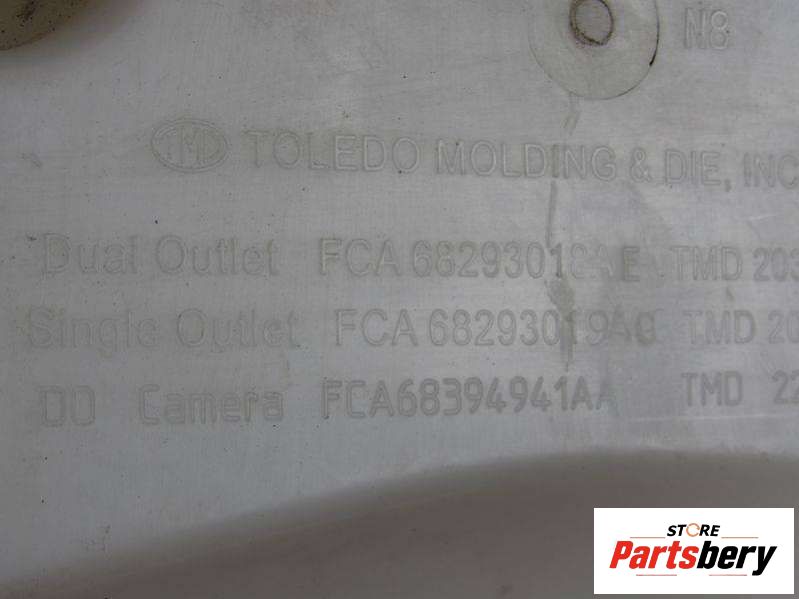 N8
TMD TOLEDO MOLDING & DIE, INC
Dual Outlet FCA 68293018AE TMD 203
Single Outlet FCA 68293019AC TMD 20
DO Camera FCA68394941AA TMD 22
STORE
Partsbery